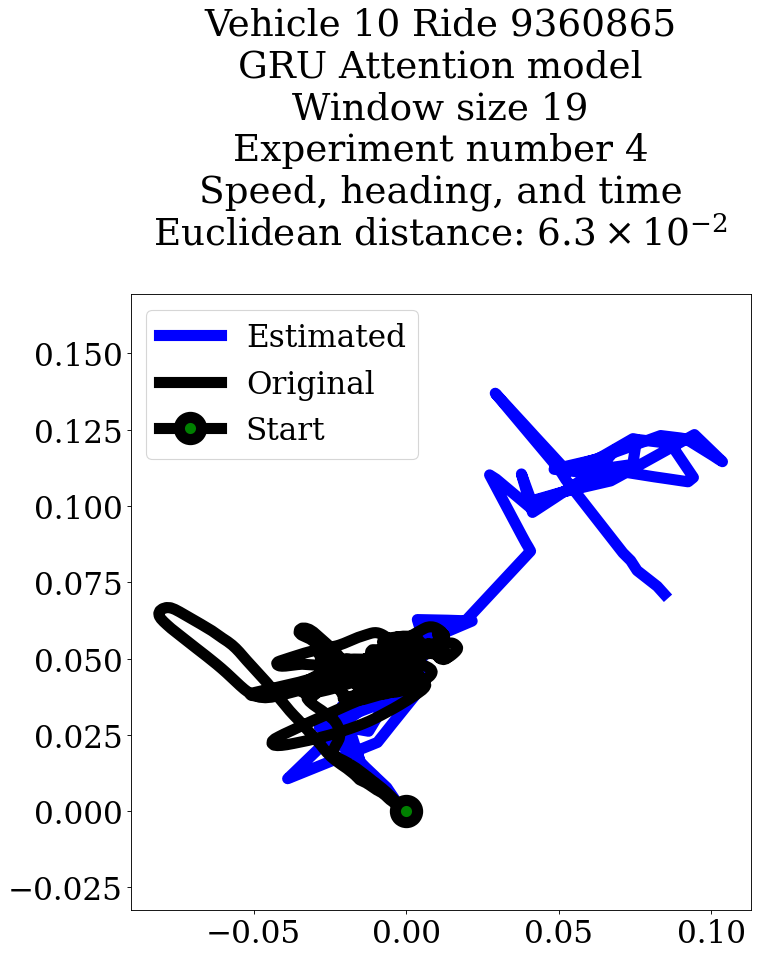 Vehicle 10 Ride 9360865
GRU Attention model
Window size 19
Experiment number 4
Speed, heading, and time
Euclidean distance: 6.3 × 10⁻²
Estimated
Original
Start
0.150
0.125
0.100
0.075
0.050
0.025
0.000
−0.025
−0.05 0.00 0.05 0.10